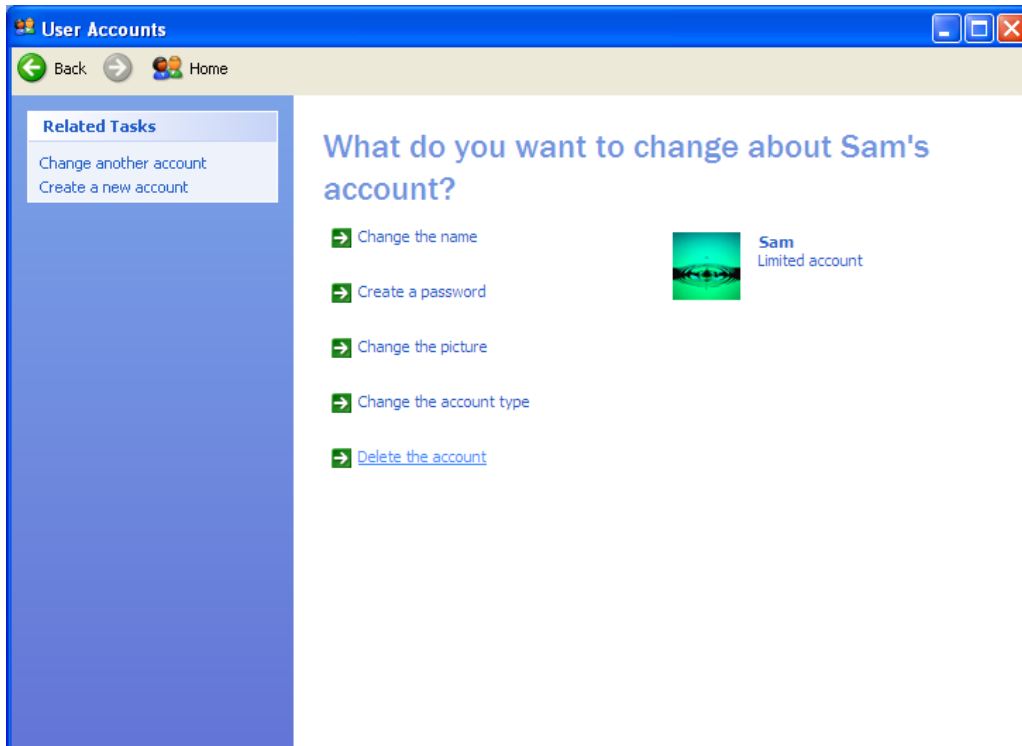 User Accounts
Back
Home
Related Tasks
Change another account
Create a new account
What do you want to change about Sam's
account?
Change the name
Create a password
Change the picture
Change the account type
Delete the account
Sam
Limited account